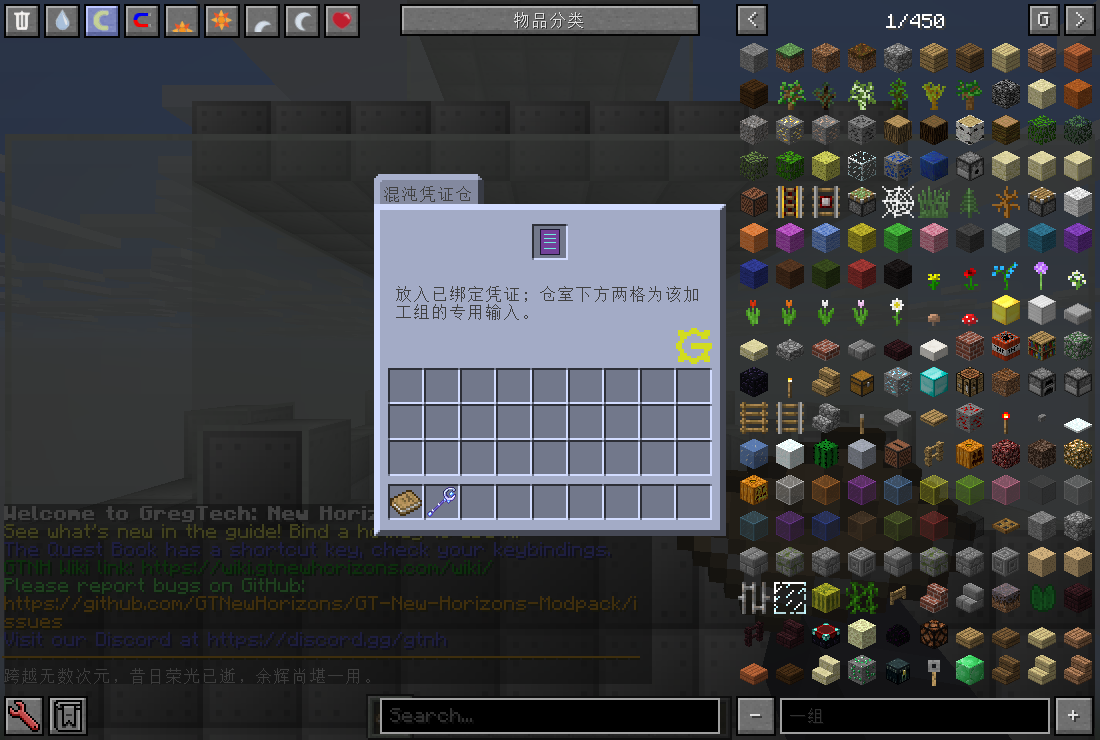 物品分类
1/450
G
混沌凭证仓
放入已绑定凭证；仓室下方两格为该加
工组的专用输入。
G
Welcome to GregTech: New Horiz
See what's new in the guide! Bind a
The Quest Book has a shortcut key, check your keybindings.
GTNH Wiki link: https://wiki.gtnewhorizons.com/wiki/
Please report bugs on GitHub:
https://github.com/GTNewHorizons/GT-New-Horizons-Modpack/i
ssues
Visit our Discord at https://discord.gg/gtnh
跨越无数次元，昔日荣光已逝，余辉尚堪一用。
Search...
一组